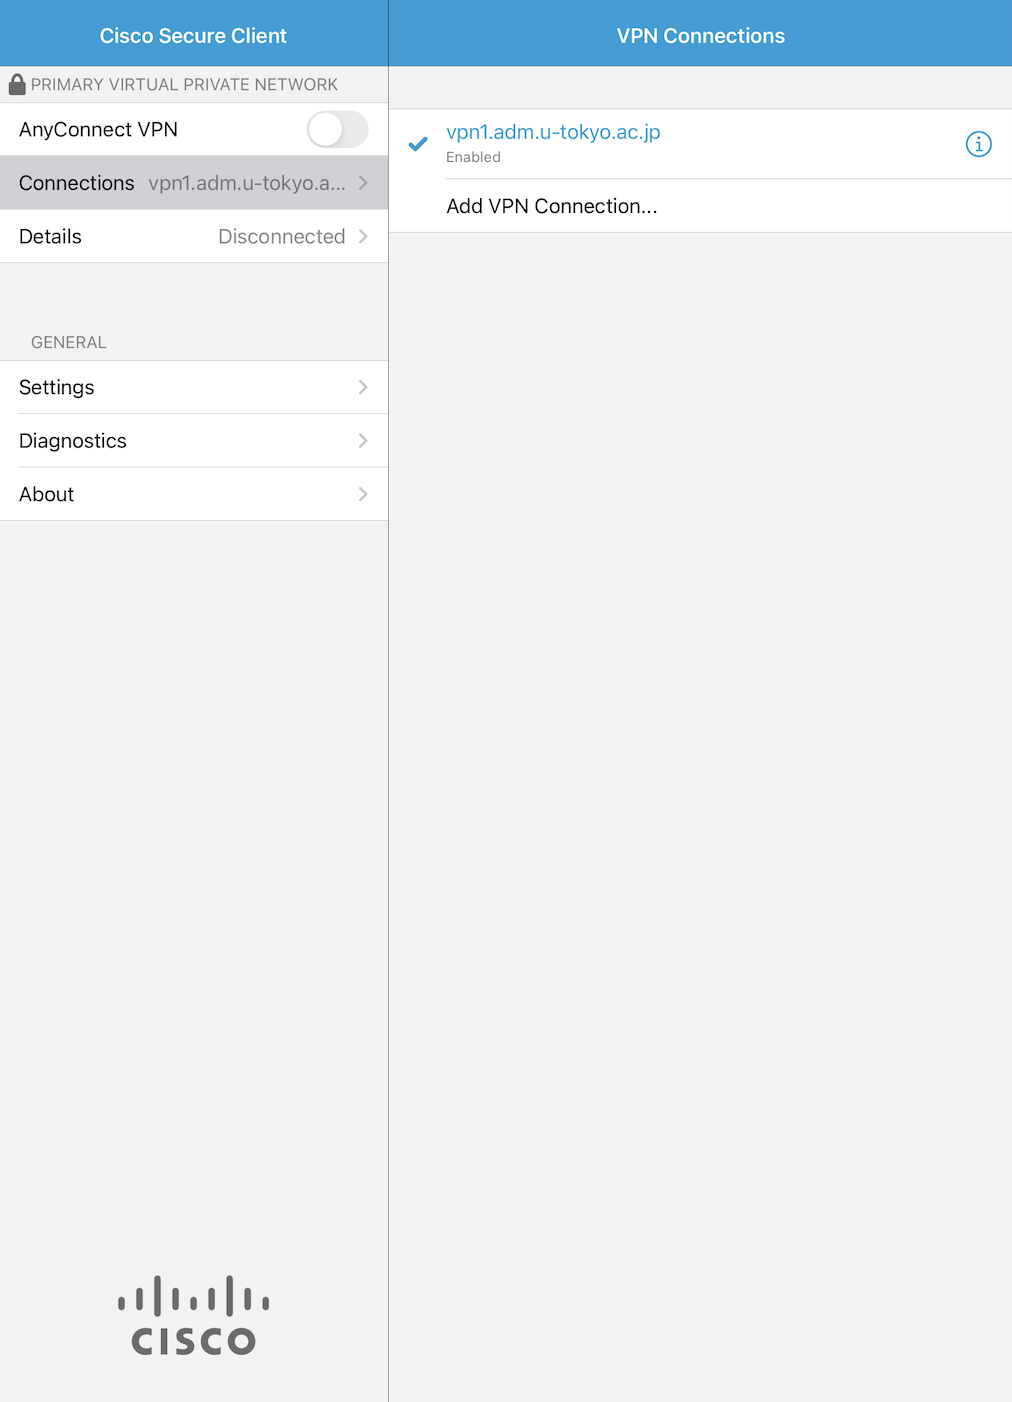 Cisco Secure Client
PRIMARY VIRTUAL PRIVATE NETWORK
AnyConnect VPN
Connections vpn1.adm.u-tokyo.a...
Details Disconnected
GENERAL
Settings
Diagnostics
About
CISCO
VPN Connections
vpn1.adm.u-tokyo.ac.jp
Enabled
Add VPN Connection...